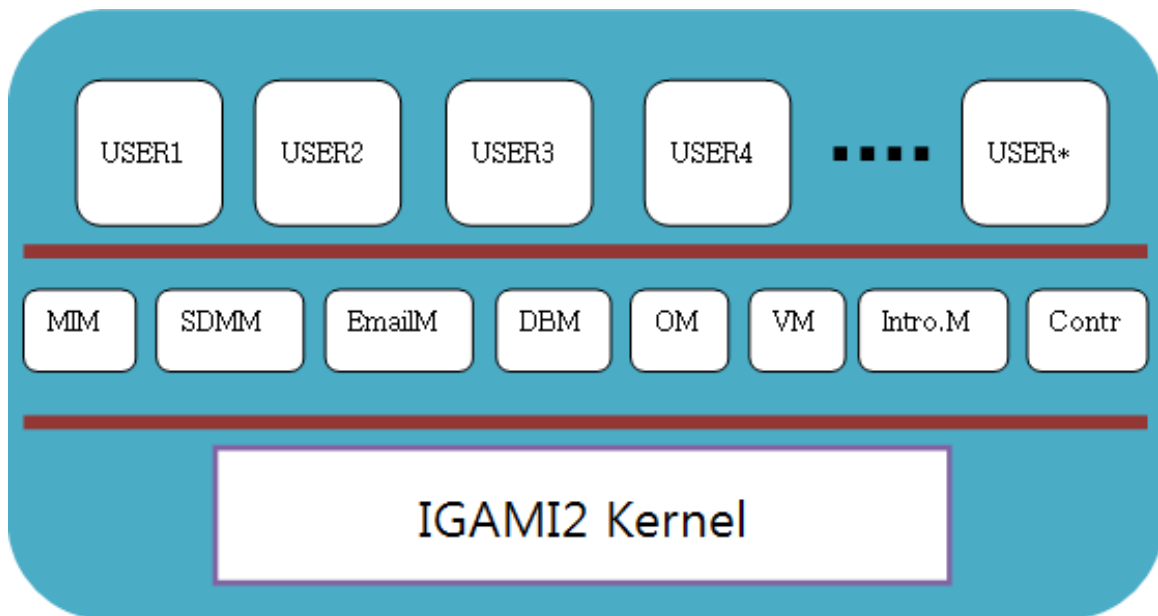 USER1 USER2 USER3 USER4 USER*
MIM SDMM EmailM DBM OM VM Intro.M Contr
IGAMI2 Kernel